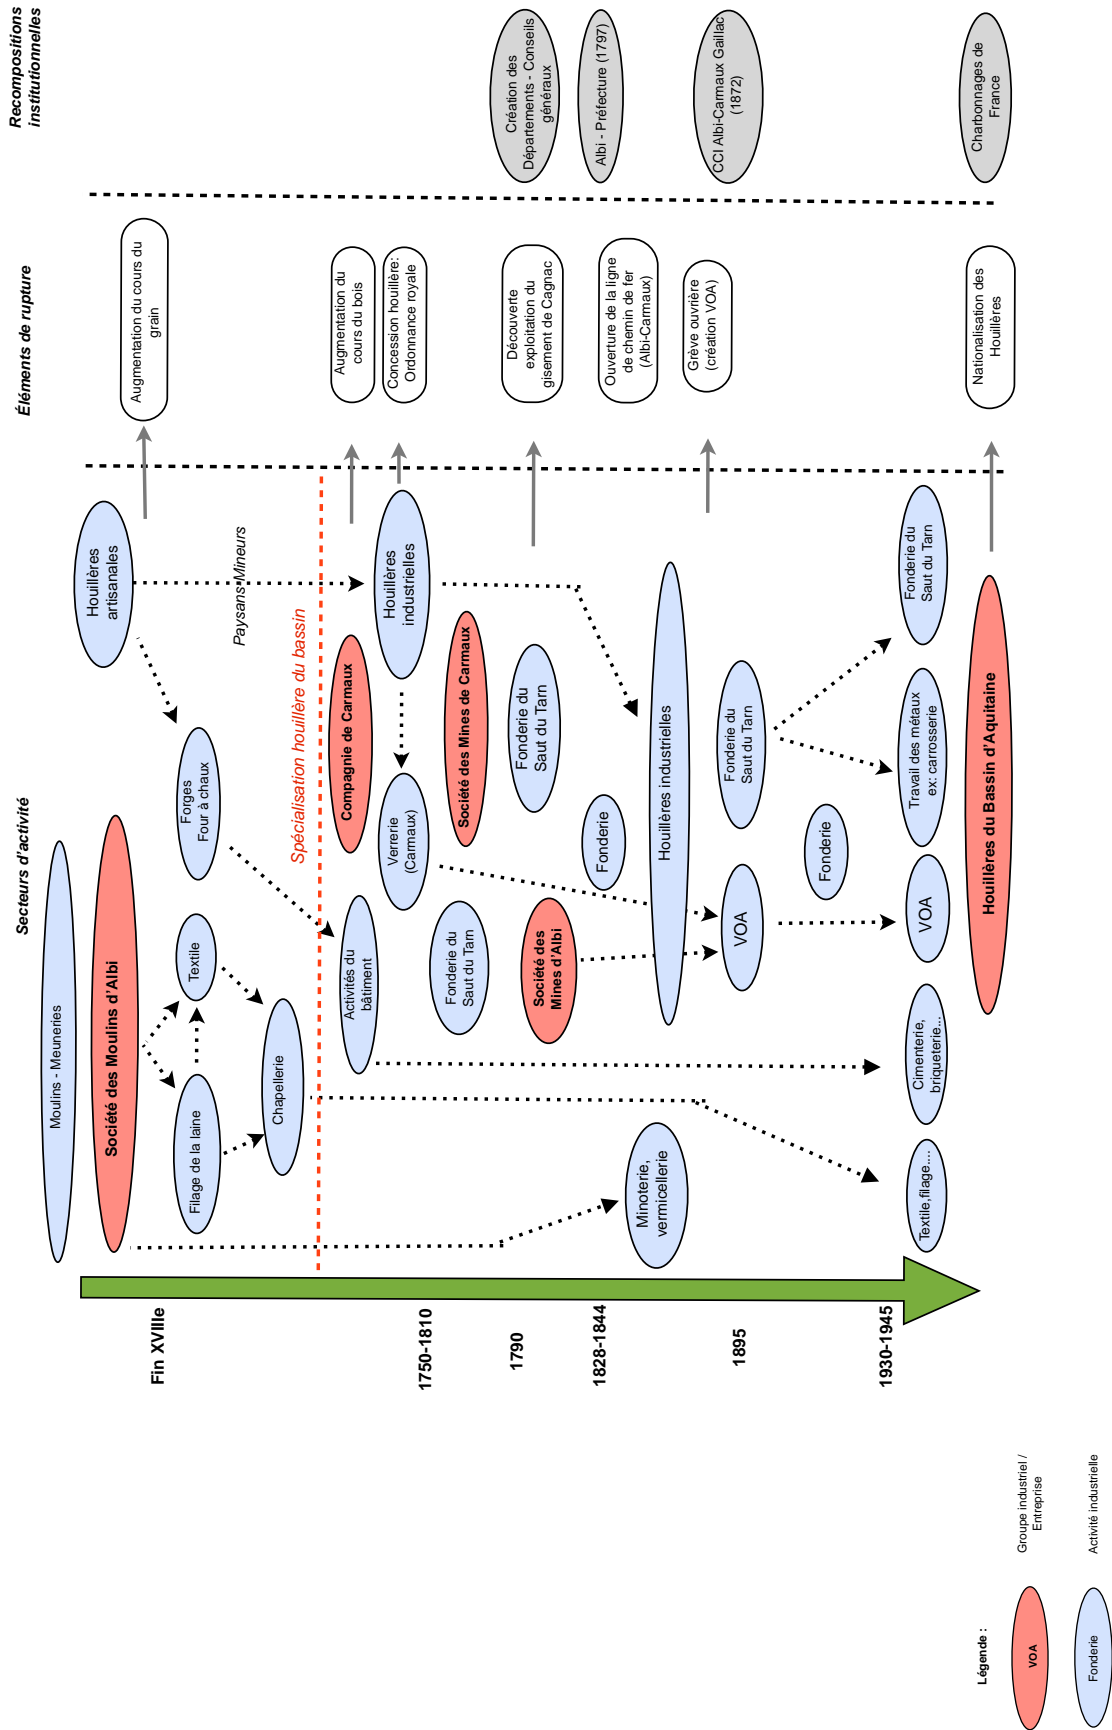 Secteurs d'activité
Éléments de rupture
Recompositions
institutionnelles
Fin XVIIIe
Moulins - Meuneries
Société des Moulins d'Albi
Filage de la laine
Textile
Chapellerie
Forges
Four à chaux
Houillères
artisanales
Paysans-Mineurs
Augmentation du cours du
grain
Spécialisation houillère du bassin
1750-1810
Activités du
bâtiment
Compagnie de Carmaux
Verrerie
(Carmaux)
Houillères
industrielles
Fonderie du
Saut du Tarn
Société des Mines de Carmaux
Augmentation du
cours du bois
Concession houillère:
Ordonnance royale
1790
Société des
Mines d'Albi
Fonderie du
Saut du Tarn
Découverte
exploitation du
gisement de Cagnac
Création des
Départements - Conseils
généraux
1828-1844
Minoterie,
vermicellerie
Fonderie
Houillères industrielles
Ouverture de la ligne
de chemin de fer
(Albi-Carmaux)
Albi - Préfecture (1797)
1895
VOA
Fonderie du
Saut du Tarn
Fonderie
Grève ouvrière
(création VOA)
CCI Albi-Carmaux Gaillac
(1872)
1930-1945
Textile,filage....
Cimenterie,
briqueterie...
VOA
Travail des métaux
ex: carrosserie
Fonderie du
Saut du Tarn
Houillères du Bassin d'Aquitaine
Nationalisation des
Houillères
Charbonnages de
France
Légende :
VOA
Groupe industriel /
Entreprise
Fonderie
Activité industrielle